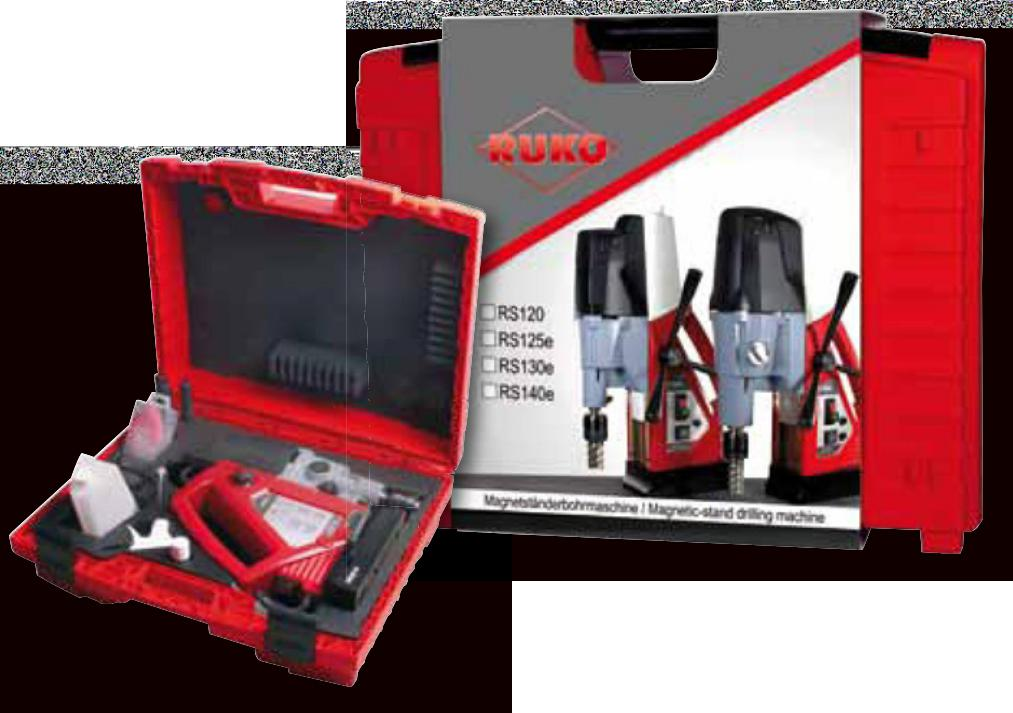 RUKO
RS120
RS125e
RS130e
RS140e
Magnetständerbohrmaschine / Magnetic-stand drilling machine